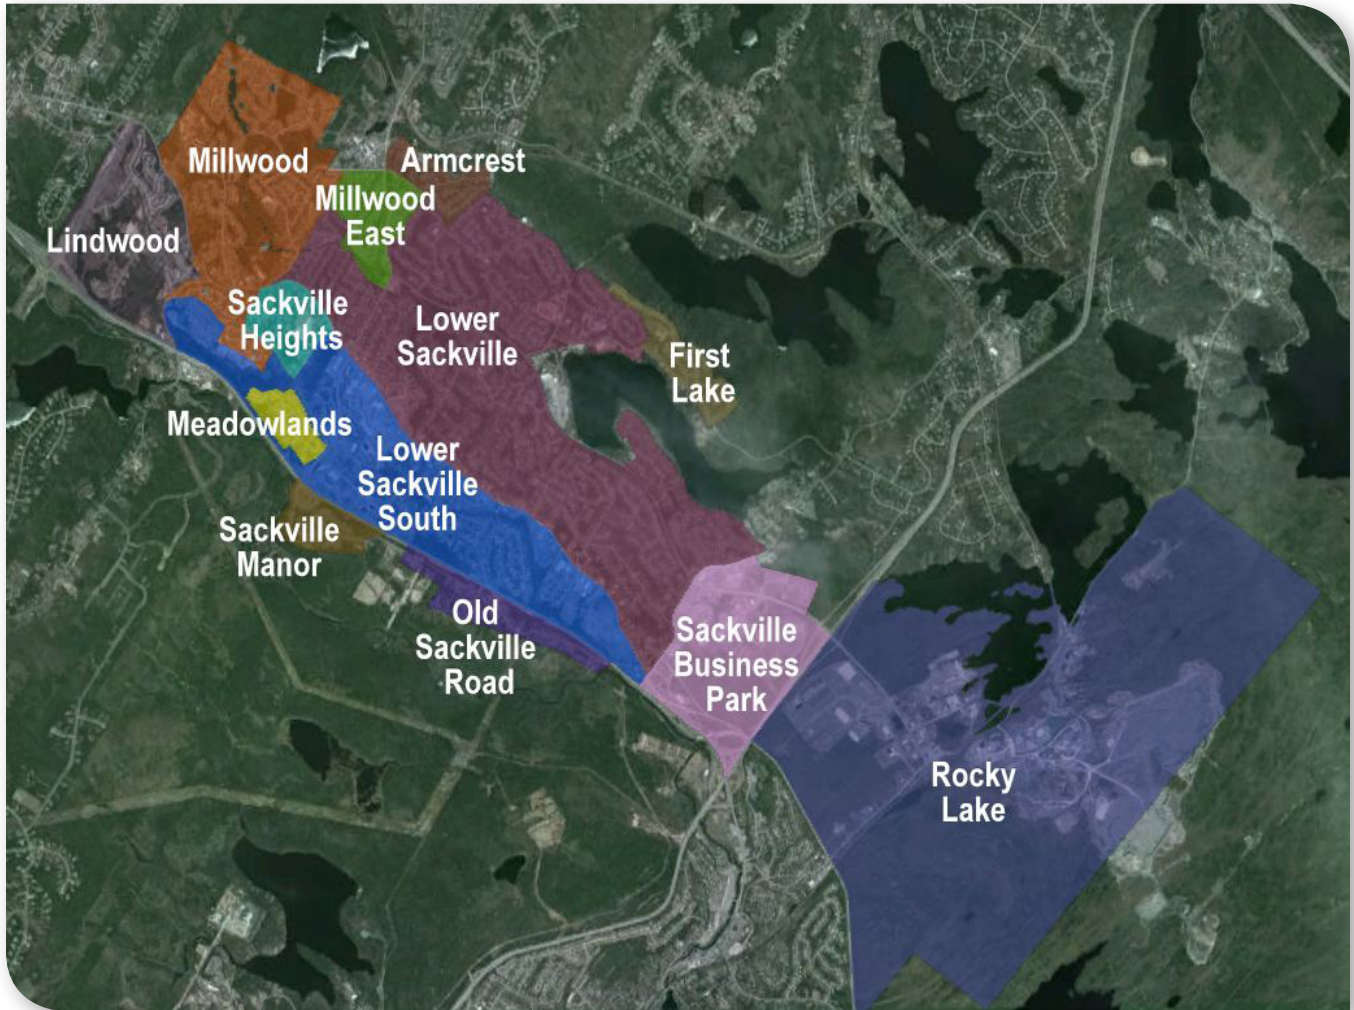 Millwood
Armcrest
Millwood
East
Lindwood
Sackville
Heights
Lower
Sackville
First
Lake
Meadowlands
Lower
Sackville
South
Sackville
Manor
Old
Sackville
Road
Sackville
Business
Park
Rocky
Lake